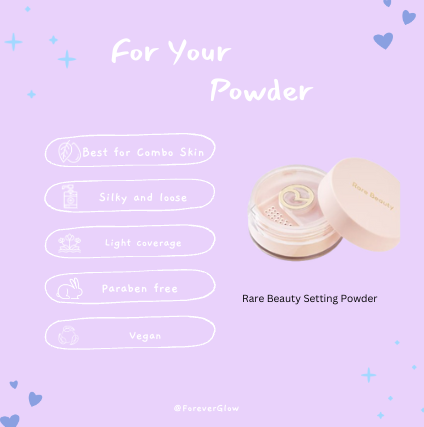 For Your
Powder
Best for Combo Skin
Silky and loose
Light coverage
Paraben free
Vegan
Rare Beauty
Rare Beauty Setting Powder
@ForeverGlow